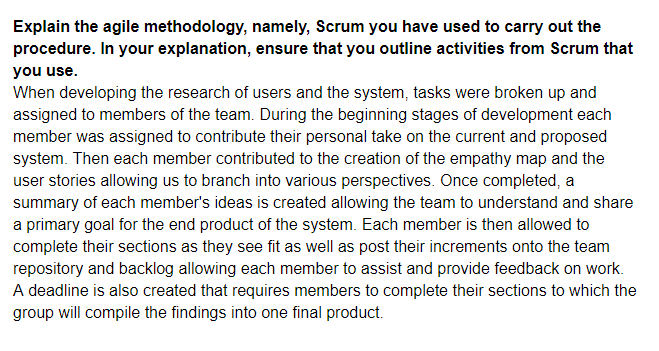 Explain the agile methodology, namely, Scrum you have used to carry out the
procedure. In your explanation, ensure that you outline activities from Scrum that
you use.
When developing the research of users and the system, tasks were broken up and
assigned to members of the team. During the beginning stages of development each
member was assigned to contribute their personal take on the current and proposed
system. Then each member contributed to the creation of the empathy map and the
user stories allowing us to branch into various perspectives. Once completed, a
summary of each member's ideas is created allowing the team to understand and share
a primary goal for the end product of the system. Each member is then allowed to
complete their sections as they see fit as well as post their increments onto the team
repository and backlog allowing each member to assist and provide feedback on work.
A deadline is also created that requires members to complete their sections to which the
group will compile the findings into one final product.